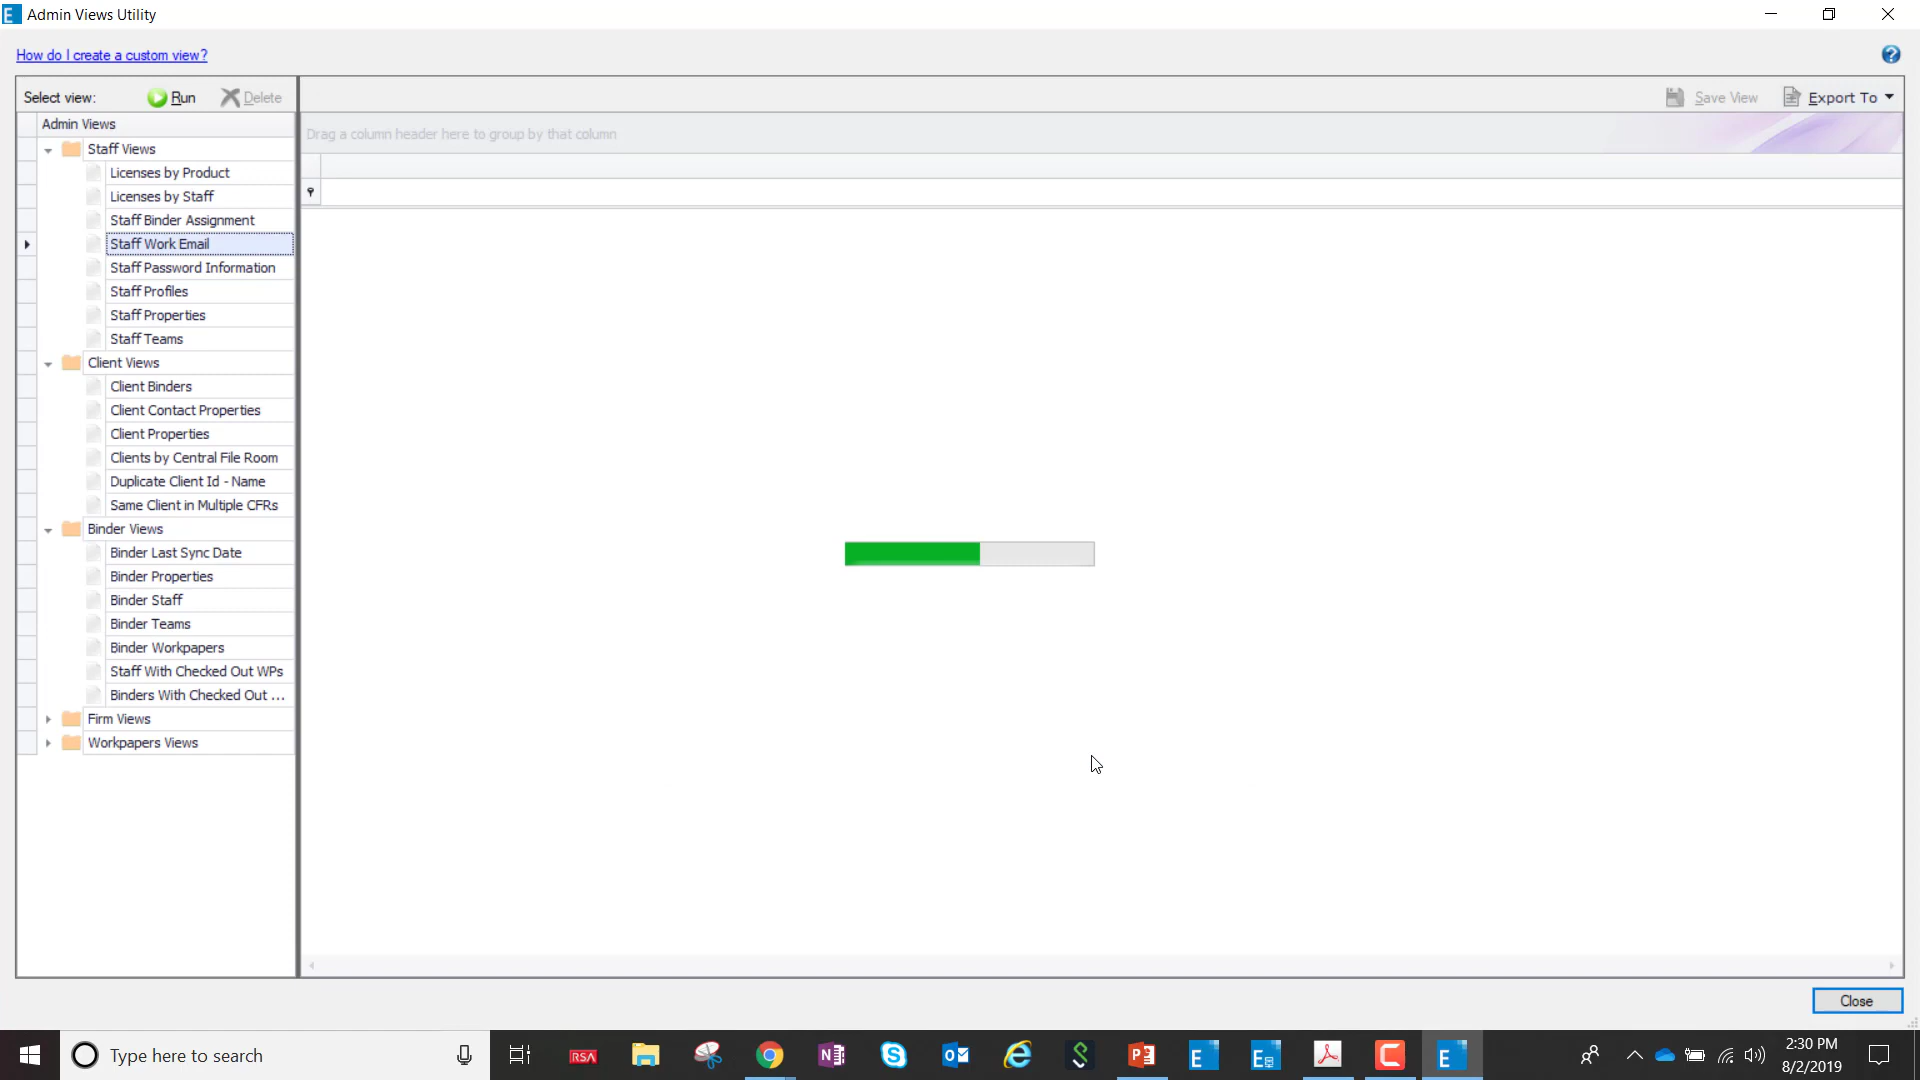 Admin Views Utility
How do I create a custom view?
Select view: Run Delete Save View Export To
Admin Views
Drag a column header here to group by that column
Staff Views
Licenses by Product
Licenses by Staff
Staff Binder Assignment
Staff Work Email
Staff Password Information
Staff Profiles
Staff Properties
Staff Teams
Client Views
Client Binders
Client Contact Properties
Client Properties
Clients by Central File Room
Duplicate Client Id - Name
Same Client in Multiple CFRs
Binder Views
Binder Last Sync Date
Binder Properties
Binder Staff
Binder Teams
Binder Workpapers
Staff With Checked Out WPs
Binders With Checked Out ...
Firm Views
Workpapers Views
Close
Type here to search
RSA
2:30 PM
8/2/2019